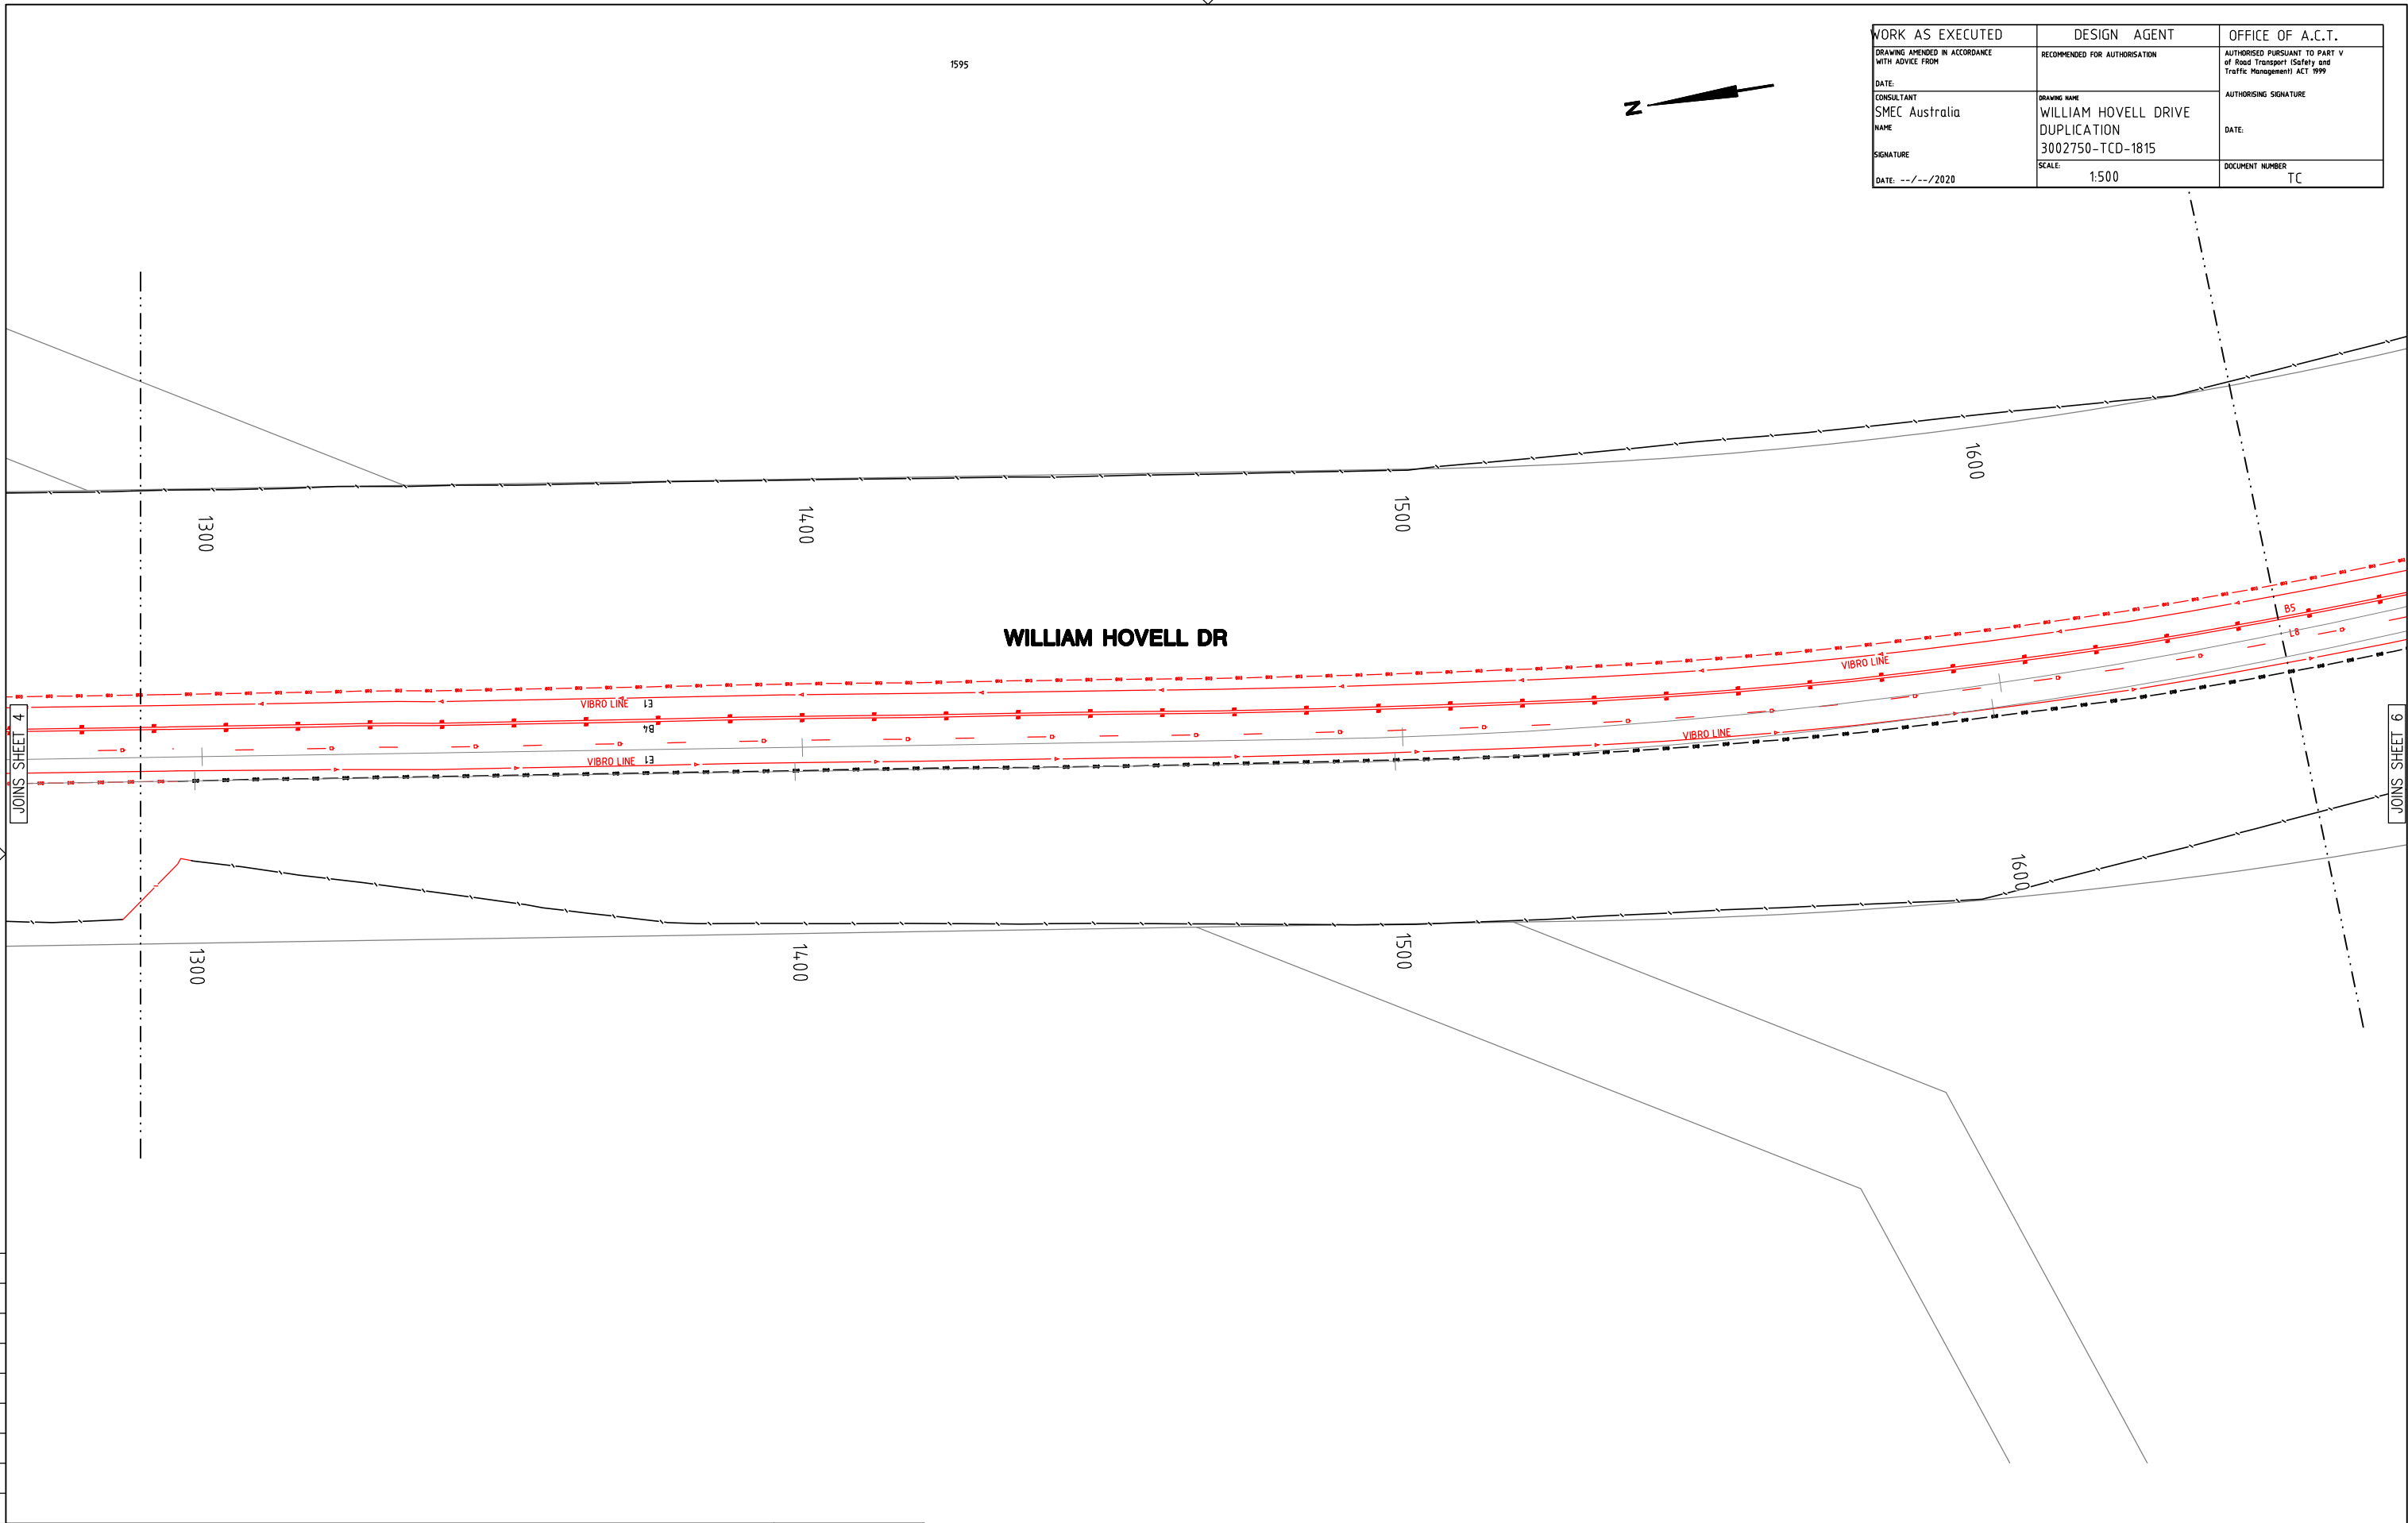 1595
N
WORK AS EXECUTED
DRAWING AMENDED IN ACCORDANCE
WITH ADVICE FROM
DATE:
CONSULTANT
SMEC Australia
NAME
SIGNATURE
DATE: --/--/2020
DESIGN AGENT
RECOMMENDED FOR AUTHORISATION
DRAWING NAME
WILLIAM HOVELL DRIVE
DUPLICATION
3002750-TCD-1815
SCALE:
1:500
OFFICE OF A.C.T.
AUTHORISED PURSUANT TO PART V
of Road Transport (Safety and
Traffic Management) ACT 1999
AUTHORISING SIGNATURE
DATE:
DOCUMENT NUMBER
TC
1300
1400
1500
1600
WILLIAM HOVELL DR
B5
L8
VIBRO LINE
VIBRO LINE E1
B4
VIBRO LINE
VIBRO LINE E1
JOINS SHEET 4
JOINS SHEET 6
1300
1400
1500
1600